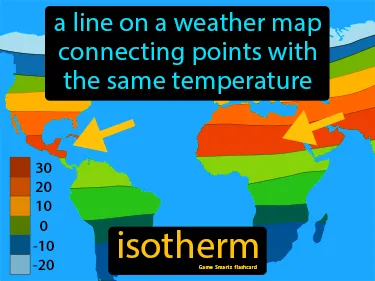 a line on a weather map
connecting points with
the same temperature
30
20
10
0
-10
-20
isotherm
Game Smartz flashcard